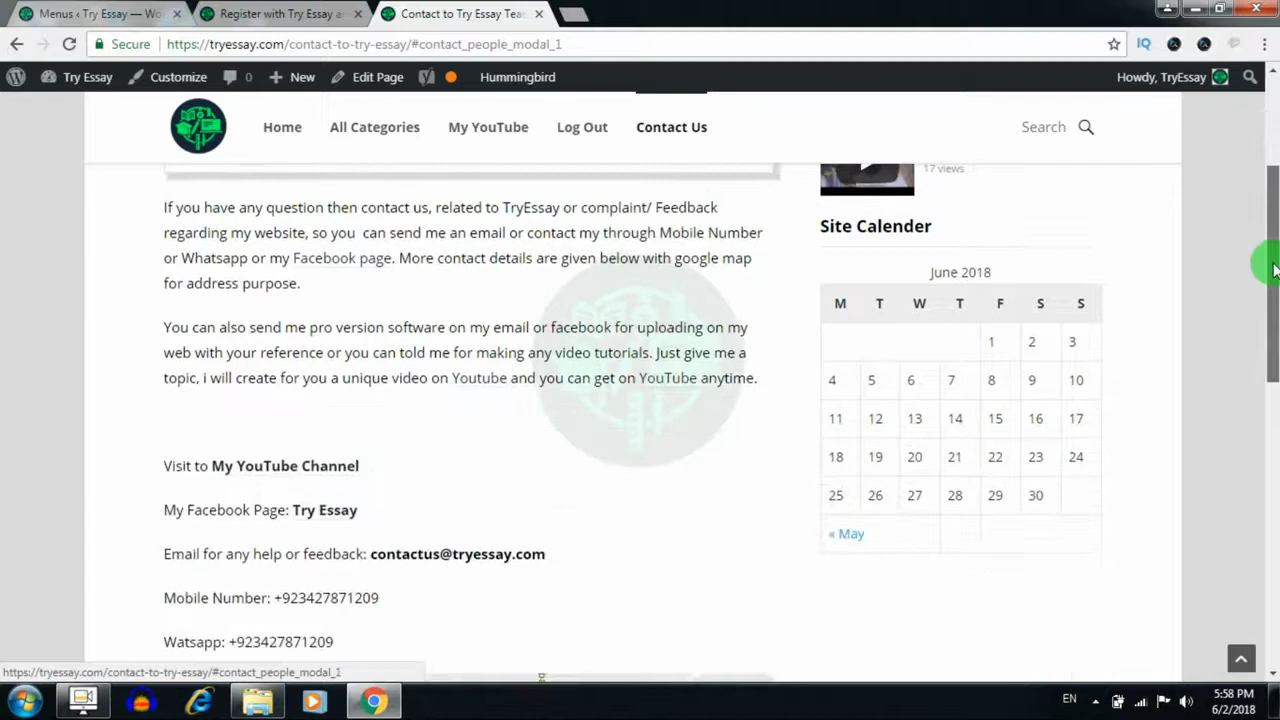 Menus ‹ Try Essay — Wo
Register with Try Essay a
Contact to Try Essay Tea
Secure
https://tryessay.com/contact-to-try-essay/#contact_people_modal_1
Try Essay
Customize
0
New
Edit Page
Hummingbird
Howdy, TryEssay
Home
All Categories
My YouTube
Log Out
Contact Us
Search
17 views
If you have any question then contact us, related to TryEssay or complaint/ Feedback
regarding my website, so you can send me an email or contact my through Mobile Number
or Whatsapp or my Facebook page. More contact details are given below with google map
for address purpose.
You can also send me pro version software on my email or facebook for uploading on my
web with your reference or you can told me for making any video tutorials. Just give me a
topic, i will create for you a unique video on Youtube and you can get on YouTube anytime.
Visit to My YouTube Channel
My Facebook Page: Try Essay
Email for any help or feedback: contactus@tryessay.com
Mobile Number: +923427871209
Watsapp: +923427871209
Site Calender
June 2018
M T W T F S S
1 2 3
4 5 6 7 8 9 10
11 12 13 14 15 16 17
18 19 20 21 22 23 24
25 26 27 28 29 30
« May
https://tryessay.com/contact-to-try-essay/#contact_people_modal_1
EN
5:58 PM
6/2/2018